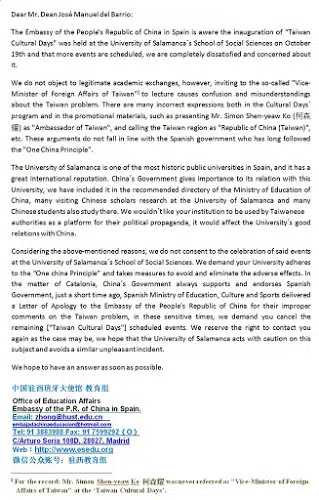 Dear Mr. Dean José Manuel del Barrio:
The Embassy of the People's Republic of China in Spain is aware the inauguration of "Taiwan
Cultural Days" was held at the University of Salamanca´s School of Social Sciences on October
19th and that more events are scheduled, we are completely dissatisfied and concerned about
it.
We do not object to legitimate academic exchanges, however, inviting the so-called "Vice-
Minister of Foreign Affairs of Taiwan"¹ to lecture causes confusion and misunderstandings
about the Taiwan problem. There are many incorrect expressions both in the Cultural Days´
program and in the promotional materials, such as presenting Mr. Simon Shen-yeaw Ko (柯森
耀) as "Ambassador of Taiwan", and calling the Taiwan region as "Republic of China (Taiwan)",
etc. These arguments do not fall in line with the Spanish government who has long followed
the "One China Principle".
The University of Salamanca is one of the most historic public universities in Spain, and it has a
great international reputation. China´s Government gives importance to its relation with this
University, we have included it in the recommended directory of the Ministry of Education of
China, many visiting Chinese scholars research at the University of Salamanca and many
Chinese students also study there. We wouldn´t like your institution to be used by Taiwanese
authorities as a platform for their political propaganda, it would affect the University´s good
relations with China.
Considering the above-mentioned reasons, we do not consent to the celebration of said events
at the University of Salamanca´s School of Social Sciences. We demand your University adheres
to the "One china Principle" and takes measures to avoid and eliminate the adverse effects. In
the matter of Catalonia, China´s Government always supports and endorses Spanish
Government, just a short time ago, Spanish Ministry of Education, Culture and Sports delivered
a Letter of Apology to the Embassy of the People's Republic of China for their improper
comments on the Taiwan problem, in these sensitive times, we demand you cancel the
remaining ["Taiwan Cultural Days"] scheduled events. We reserve the right to contact you
again as the case may be, we hope that the University of Salamanca acts with caution on this
subject and avoids a similar unpleasant incident.
We hope to have an answer as soon as possible.
中国驻西班牙大使馆 教育组
Office of Education Affairs
Embassy of the P.R. of China in Spain.
Email: zhong@hust.edu.cn
embajadachinaeducacion@hotmail.com
Tel: 91 3883988 Fax: 91 7599292 (O)
C/Arturo Soria 108D, 28027, Madrid
Web：http://www.esedu.org
微信公众账号：驻西教育组
¹ For the record: Mr. Simon Shen-yeaw Ko 柯森耀 was never referred as "Vice-Minister of Foreign
Affairs of Taiwan" at the 'Taiwan Cultural Days'.